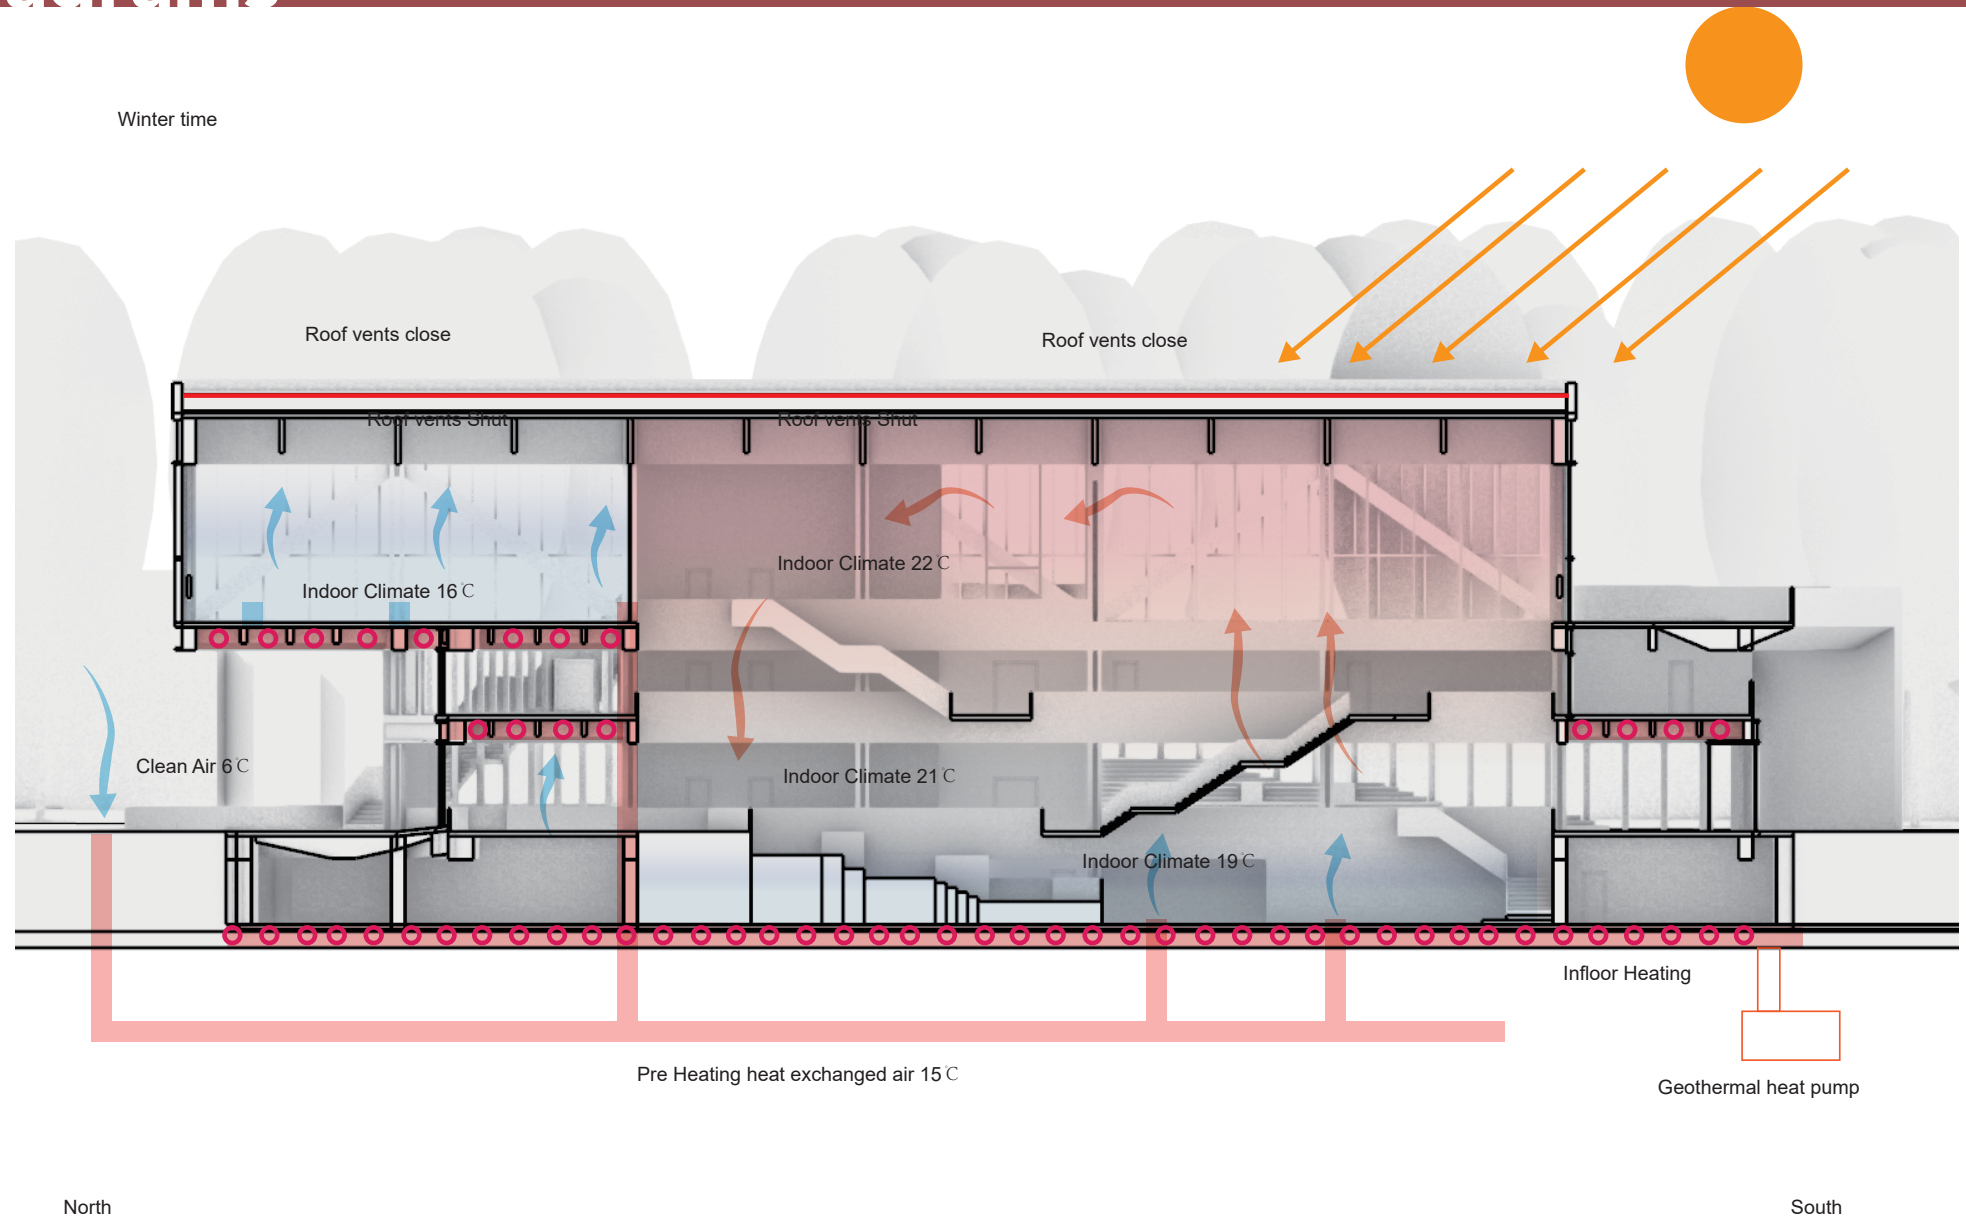 Winter time
Roof vents close
Roof vents close
Roof vents Shut
Roof vents Shut
Indoor Climate 22℃
Indoor Climate 16℃
Clean Air 6℃
Indoor Climate 21℃
Indoor Climate 19℃
Infloor Heating
Pre Heating heat exchanged air 15℃
Geothermal heat pump
North
South